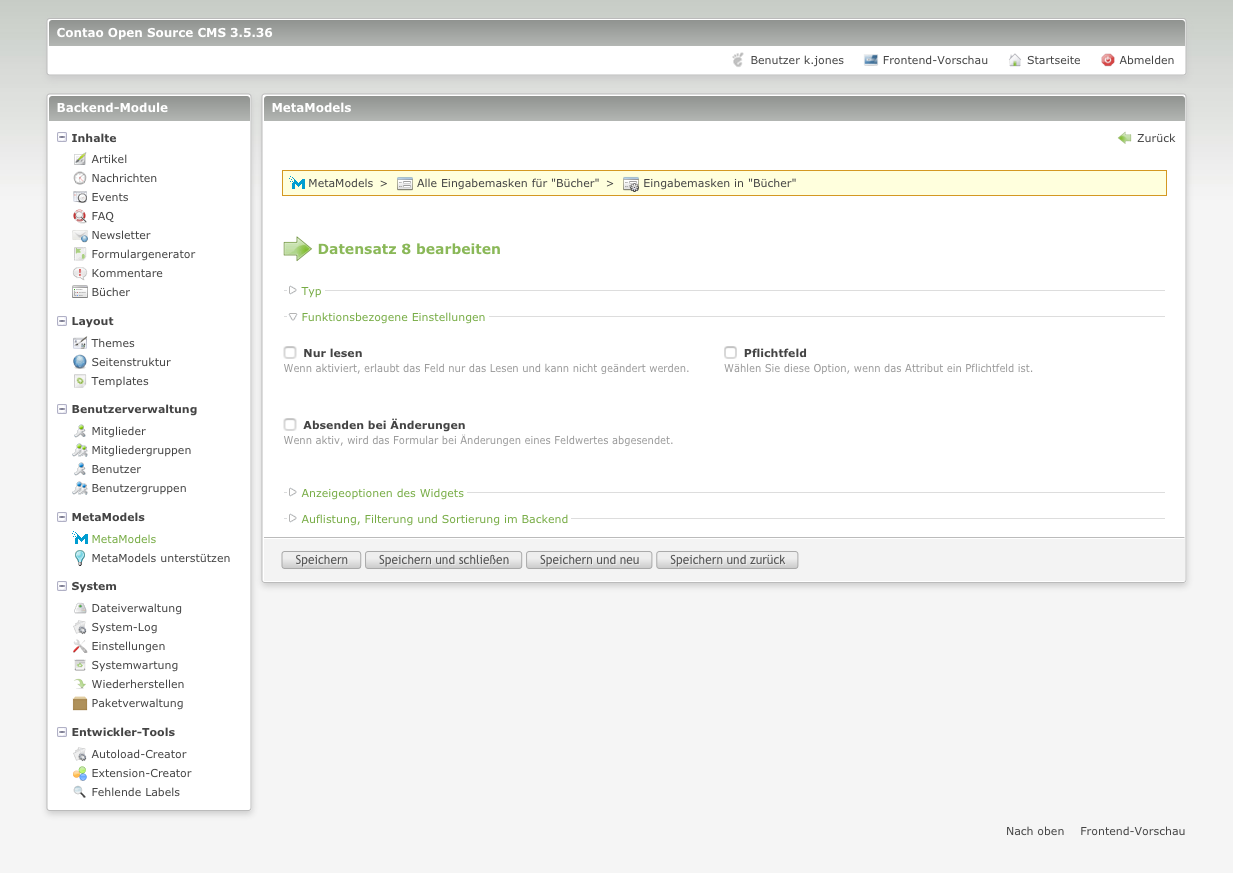 Contao Open Source CMS 3.5.36
Benutzer k.jones Frontend-Vorschau Startseite Abmelden
Backend-Module
Inhalte
Artikel
Nachrichten
Events
FAQ
Newsletter
Formulargenerator
Kommentare
Bücher
Layout
Themes
Seitenstruktur
Templates
Benutzerverwaltung
Mitglieder
Mitgliedergruppen
Benutzer
Benutzergruppen
MetaModels
MetaModels
MetaModels unterstützen
System
Dateiverwaltung
System-Log
Einstellungen
Systemwartung
Wiederherstellen
Paketverwaltung
Entwickler-Tools
Autoload-Creator
Extension-Creator
Fehlende Labels
MetaModels
Zurück
MetaModels > Alle Eingabemasken für "Bücher" > Eingabemasken in "Bücher"
Datensatz 8 bearbeiten
Typ
Funktionsbezogene Einstellungen
Nur lesen
Wenn aktiviert, erlaubt das Feld nur das Lesen und kann nicht geändert werden.
Pflichtfeld
Wählen Sie diese Option, wenn das Attribut ein Pflichtfeld ist.
Absenden bei Änderungen
Wenn aktiv, wird das Formular bei Änderungen eines Feldwertes abgesendet.
Anzeigeoptionen des Widgets
Auflistung, Filterung und Sortierung im Backend
Speichern Speichern und schließen Speichern und neu Speichern und zurück
Nach oben Frontend-Vorschau